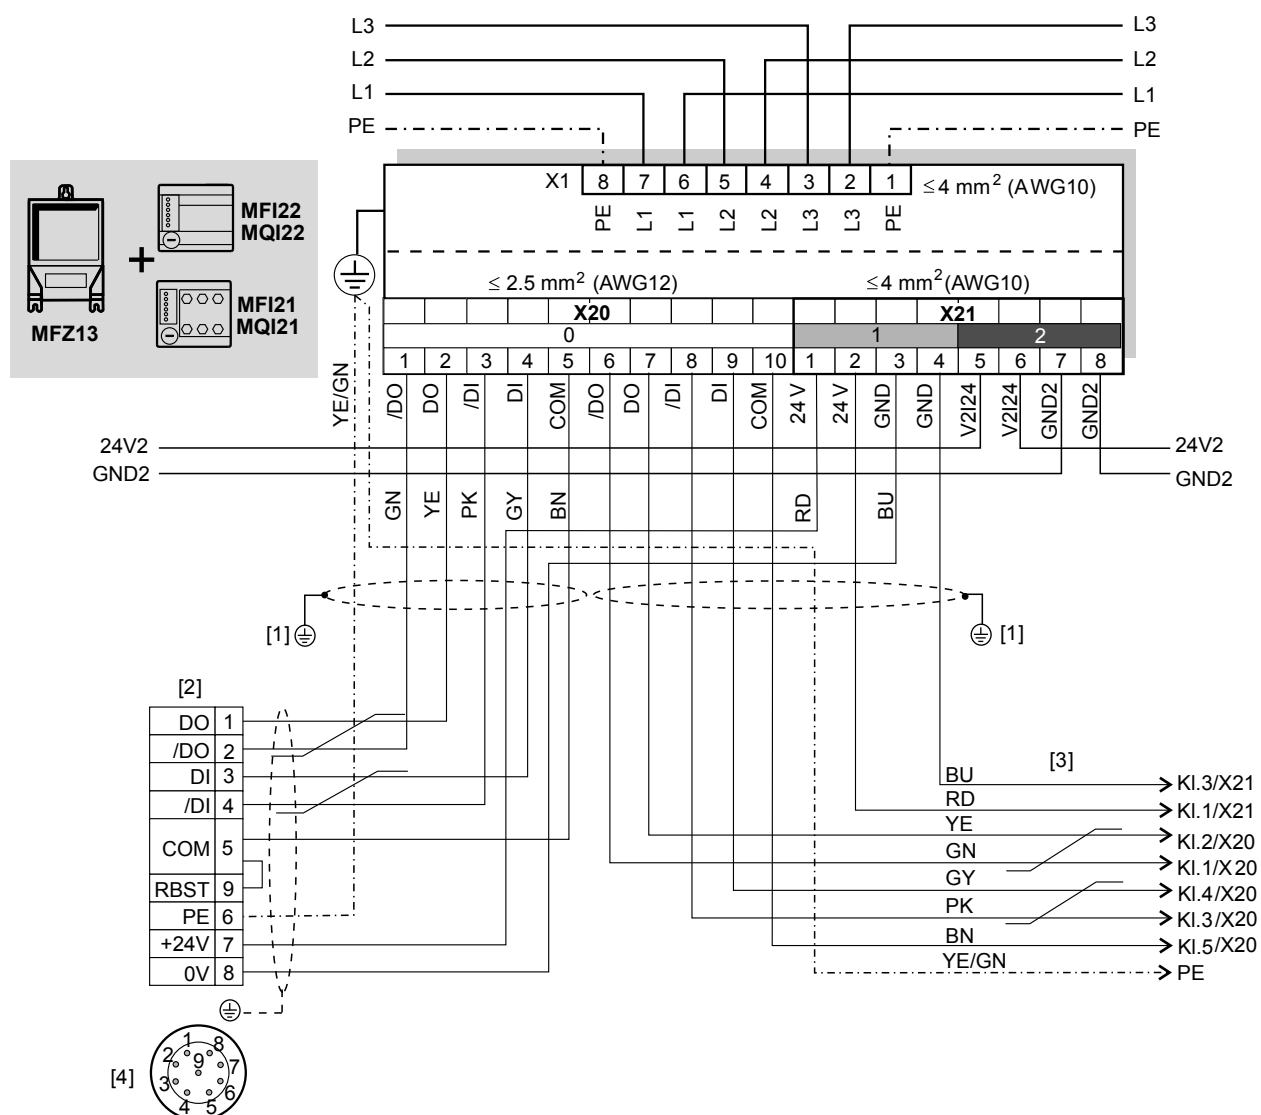 L3 L3
L2 L2
L1 L1
PE PE
X1 8 7 6 5 4 3 2 1 ≤4 mm² (AWG10)
PE L1 L1 L2 L2 L3 L3 PE
MFI22
MQI22
+
MFI21
MQI21
MFZ13
≤ 2.5 mm² (AWG12) ≤4 mm²(AWG10)
X20 X21
0 1 2
1 2 3 4 5 6 7 8 9 10 1 2 3 4 5 6 7 8
YE/GN /DO DO /DI DI COM /DO DO /DI DI COM 24 V 24 V GND GND V2I24 V2I24 GND2 GND2
24V2 24V2
GND2 GND2
GN YE PK GY BN RD BU
[1] [1]
[2]
DO 1
/DO 2
DI 3
/DI 4
COM 5
RBST 9
PE 6
+24V 7
0V 8
[3]
BU KI.3/X21
RD KI.1/X21
YE KI.2/X20
GN KI.1/X20
GY KI.4/X20
PK KI.3/X20
BN KI.5/X20
YE/GN PE
[4]
1 8
2 9 7
3 6
4 5